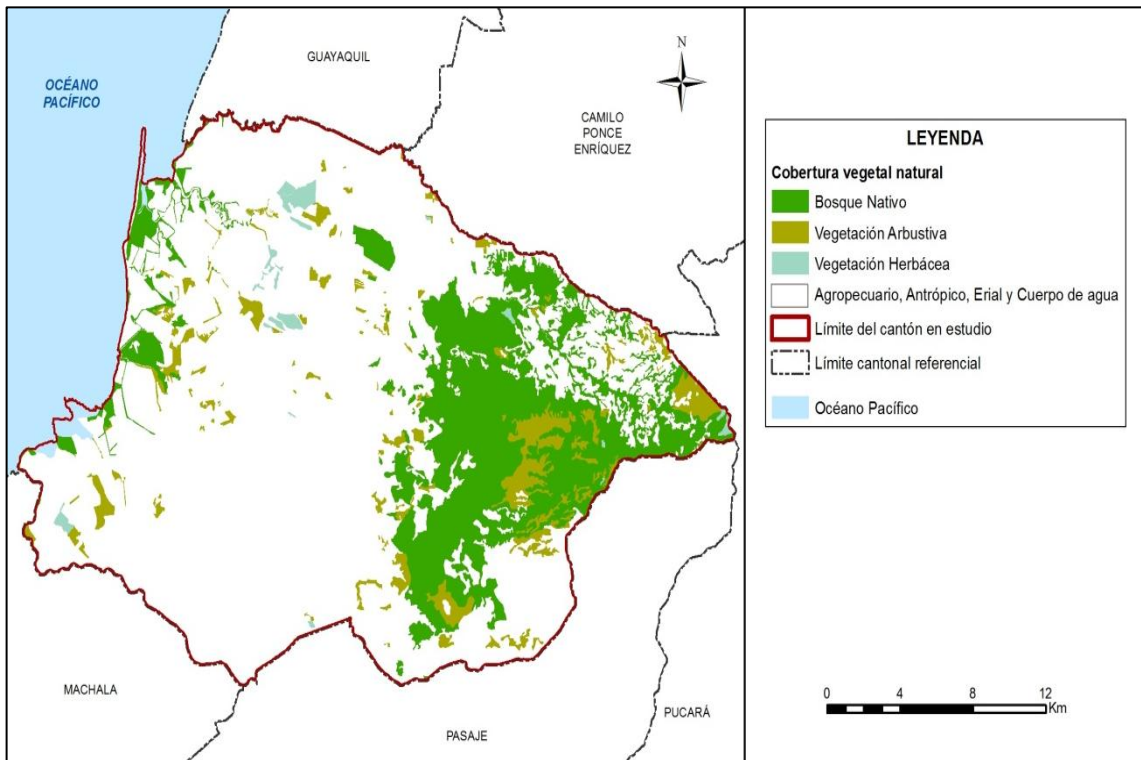 GUAYAQUIL
N
OCÉANO
PACÍFICO
CAMILO
PONCE
ENRÍQUEZ
MACHALA
PASAJE
PUCARÁ
LEYENDA
Cobertura vegetal natural
Bosque Nativo
Vegetación Arbustiva
Vegetación Herbácea
Agropecuario, Antrópico, Erial y Cuerpo de agua
Límite del cantón en estudio
Límite cantonal referencial
Océano Pacífico
0 4 8 12
Km